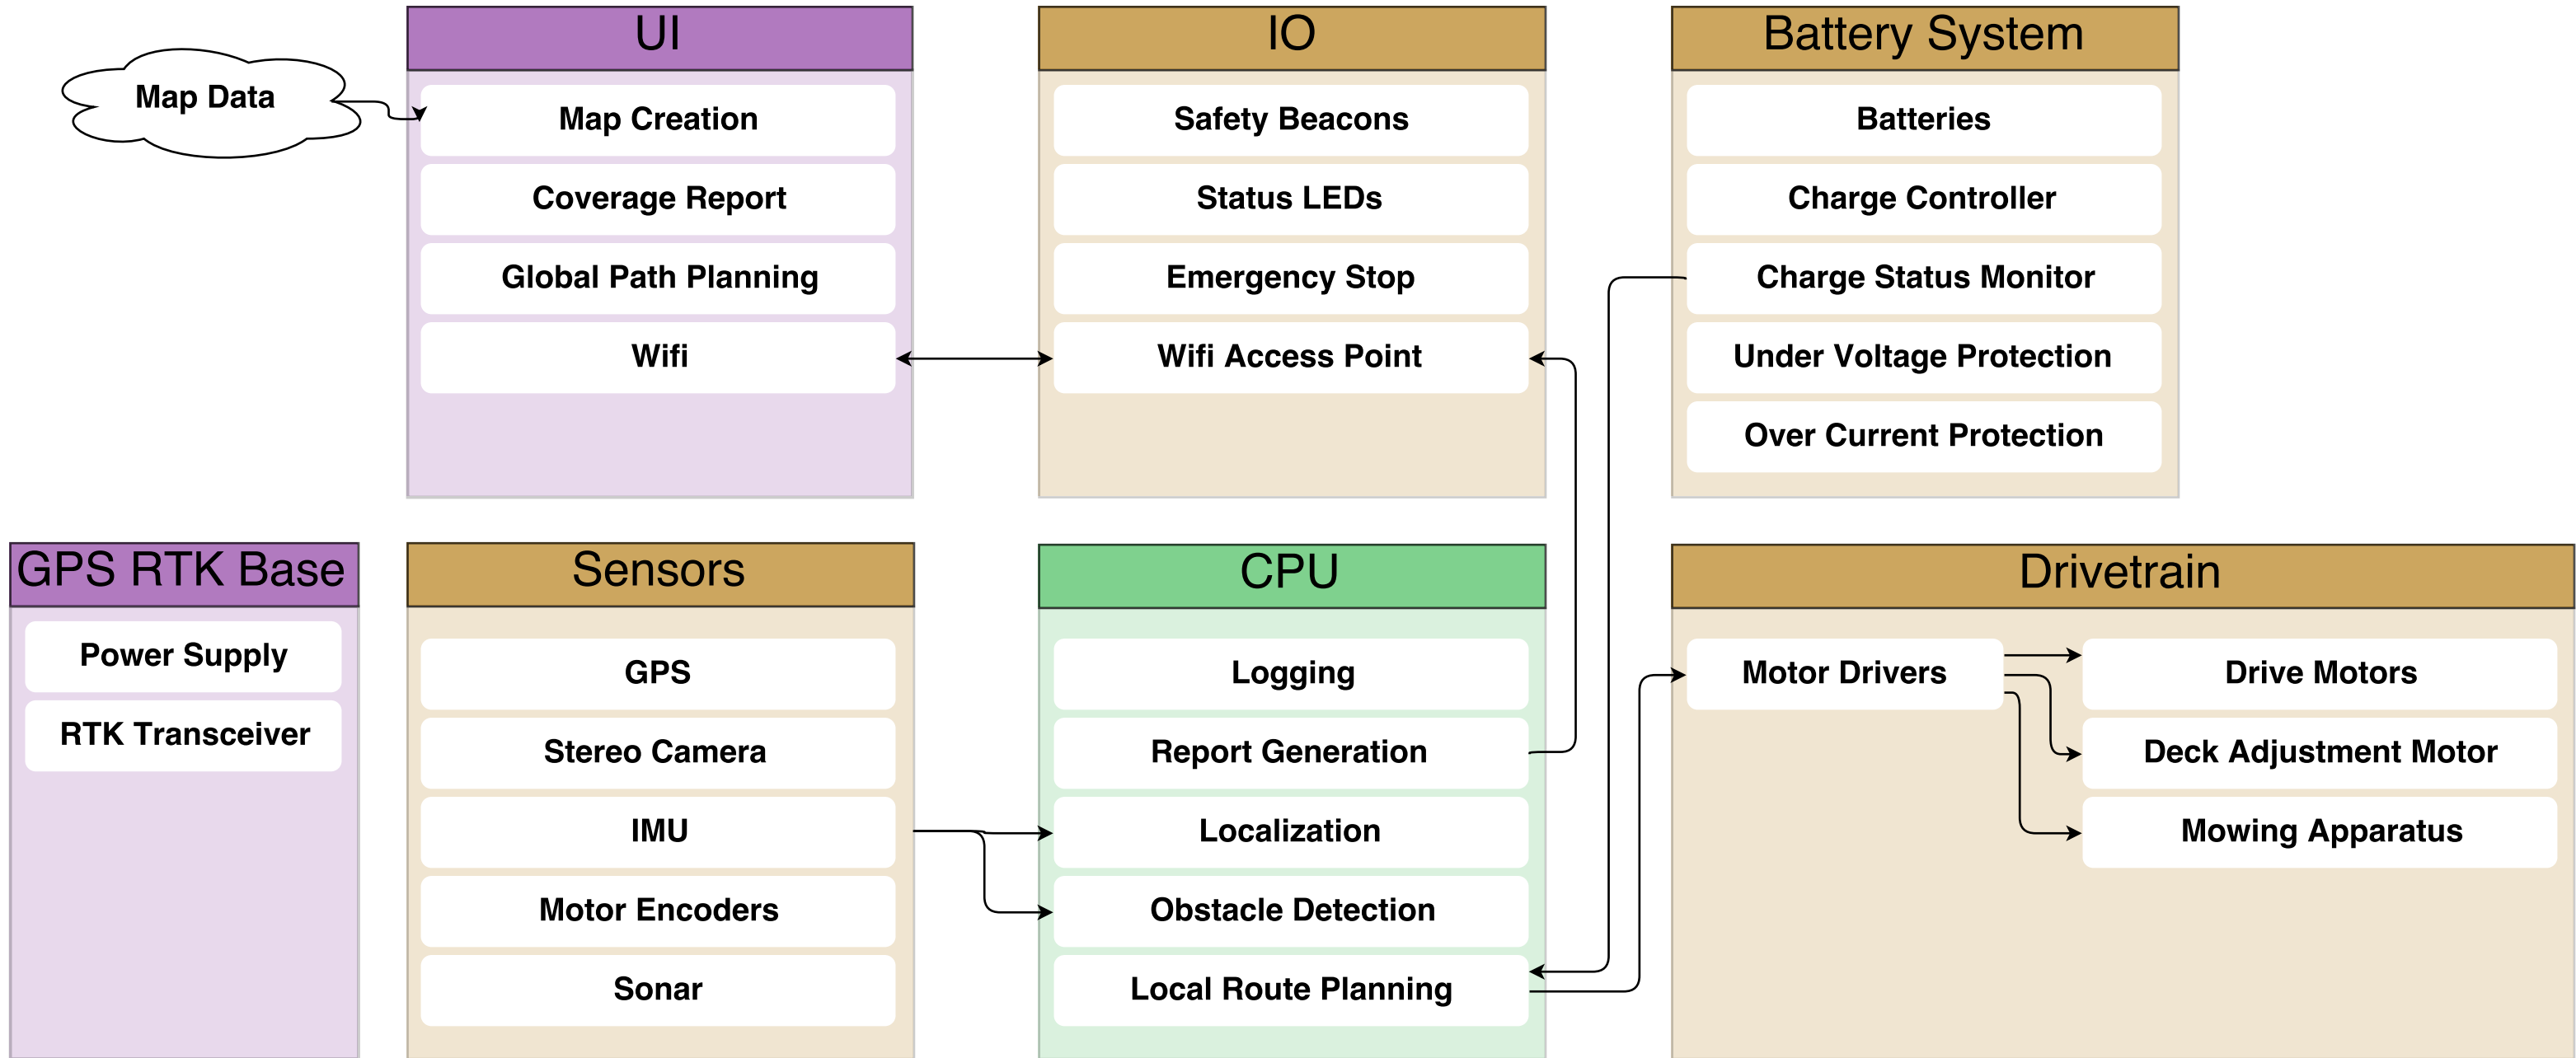 Map Data
UI
Map Creation
Coverage Report
Global Path Planning
Wifi
IO
Safety Beacons
Status LEDs
Emergency Stop
Wifi Access Point
Battery System
Batteries
Charge Controller
Charge Status Monitor
Under Voltage Protection
Over Current Protection
GPS RTK Base
Power Supply
RTK Transceiver
Sensors
GPS
Stereo Camera
IMU
Motor Encoders
Sonar
CPU
Logging
Report Generation
Localization
Obstacle Detection
Local Route Planning
Drivetrain
Motor Drivers
Drive Motors
Deck Adjustment Motor
Mowing Apparatus